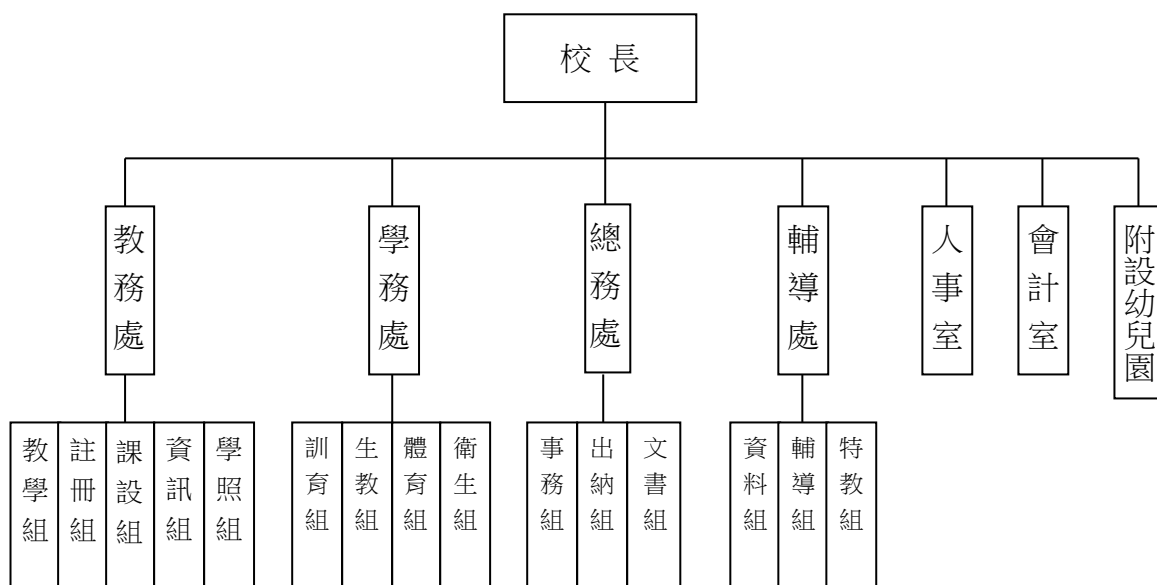 校 長
教務處
學務處
總務處
輔導處
人事室
會計室
附設幼兒園
教學組
註冊組
課設組
資訊組
學照組
訓育組
生教組
體育組
衛生組
事務組
出納組
文書組
資料組
輔導組
特教組